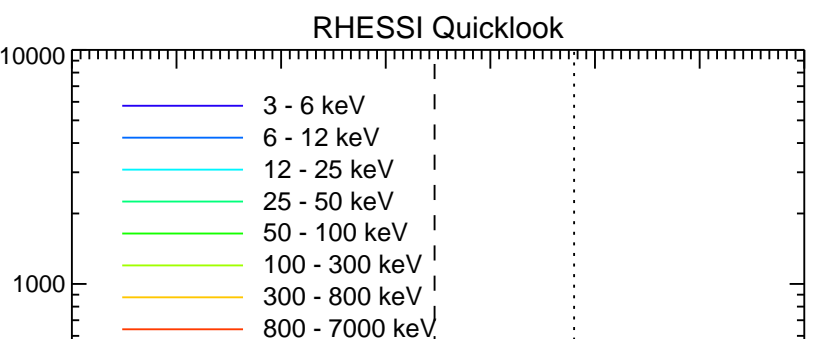 RHESSI Quicklook
10000
3 - 6 keV
6 - 12 keV
12 - 25 keV
25 - 50 keV
50 - 100 keV
100 - 300 keV
1000
300 - 800 keV
800 - 7000 keV